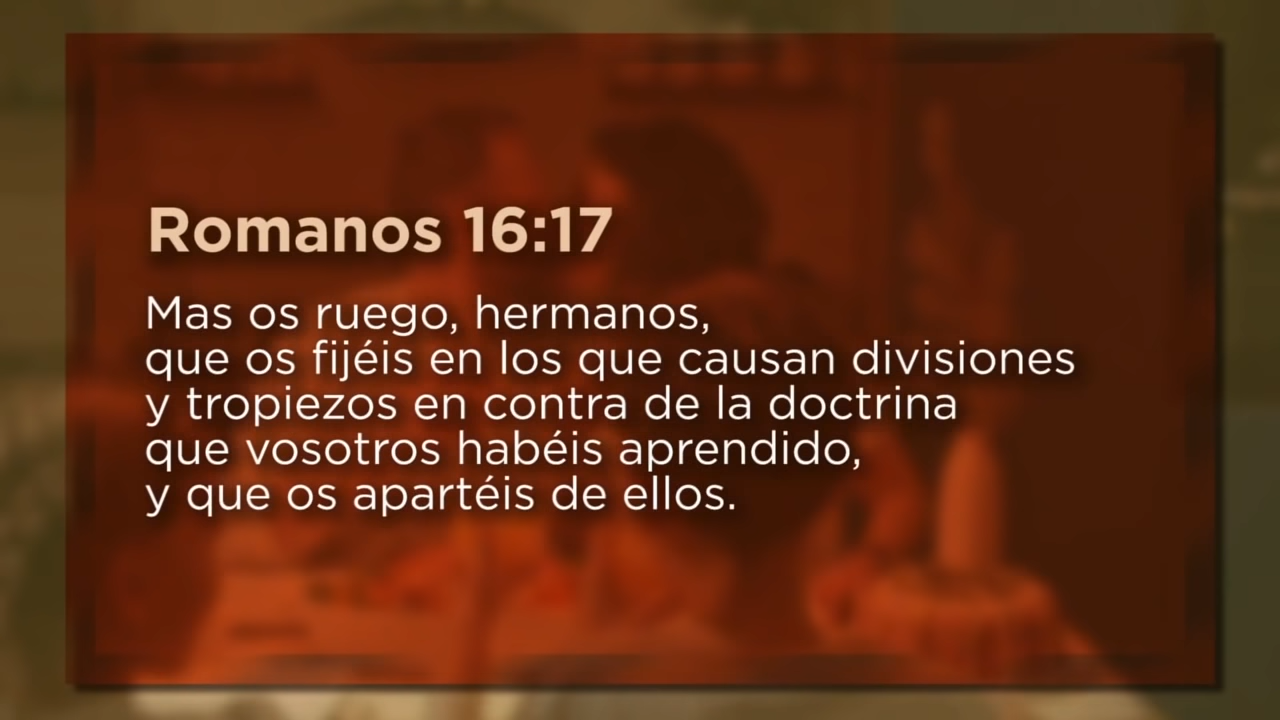 Romanos 16:17
Mas os ruego, hermanos,
que os fijéis en los que causan divisiones
y tropiezos en contra de la doctrina
que vosotros habéis aprendido,
y que os apartéis de ellos.